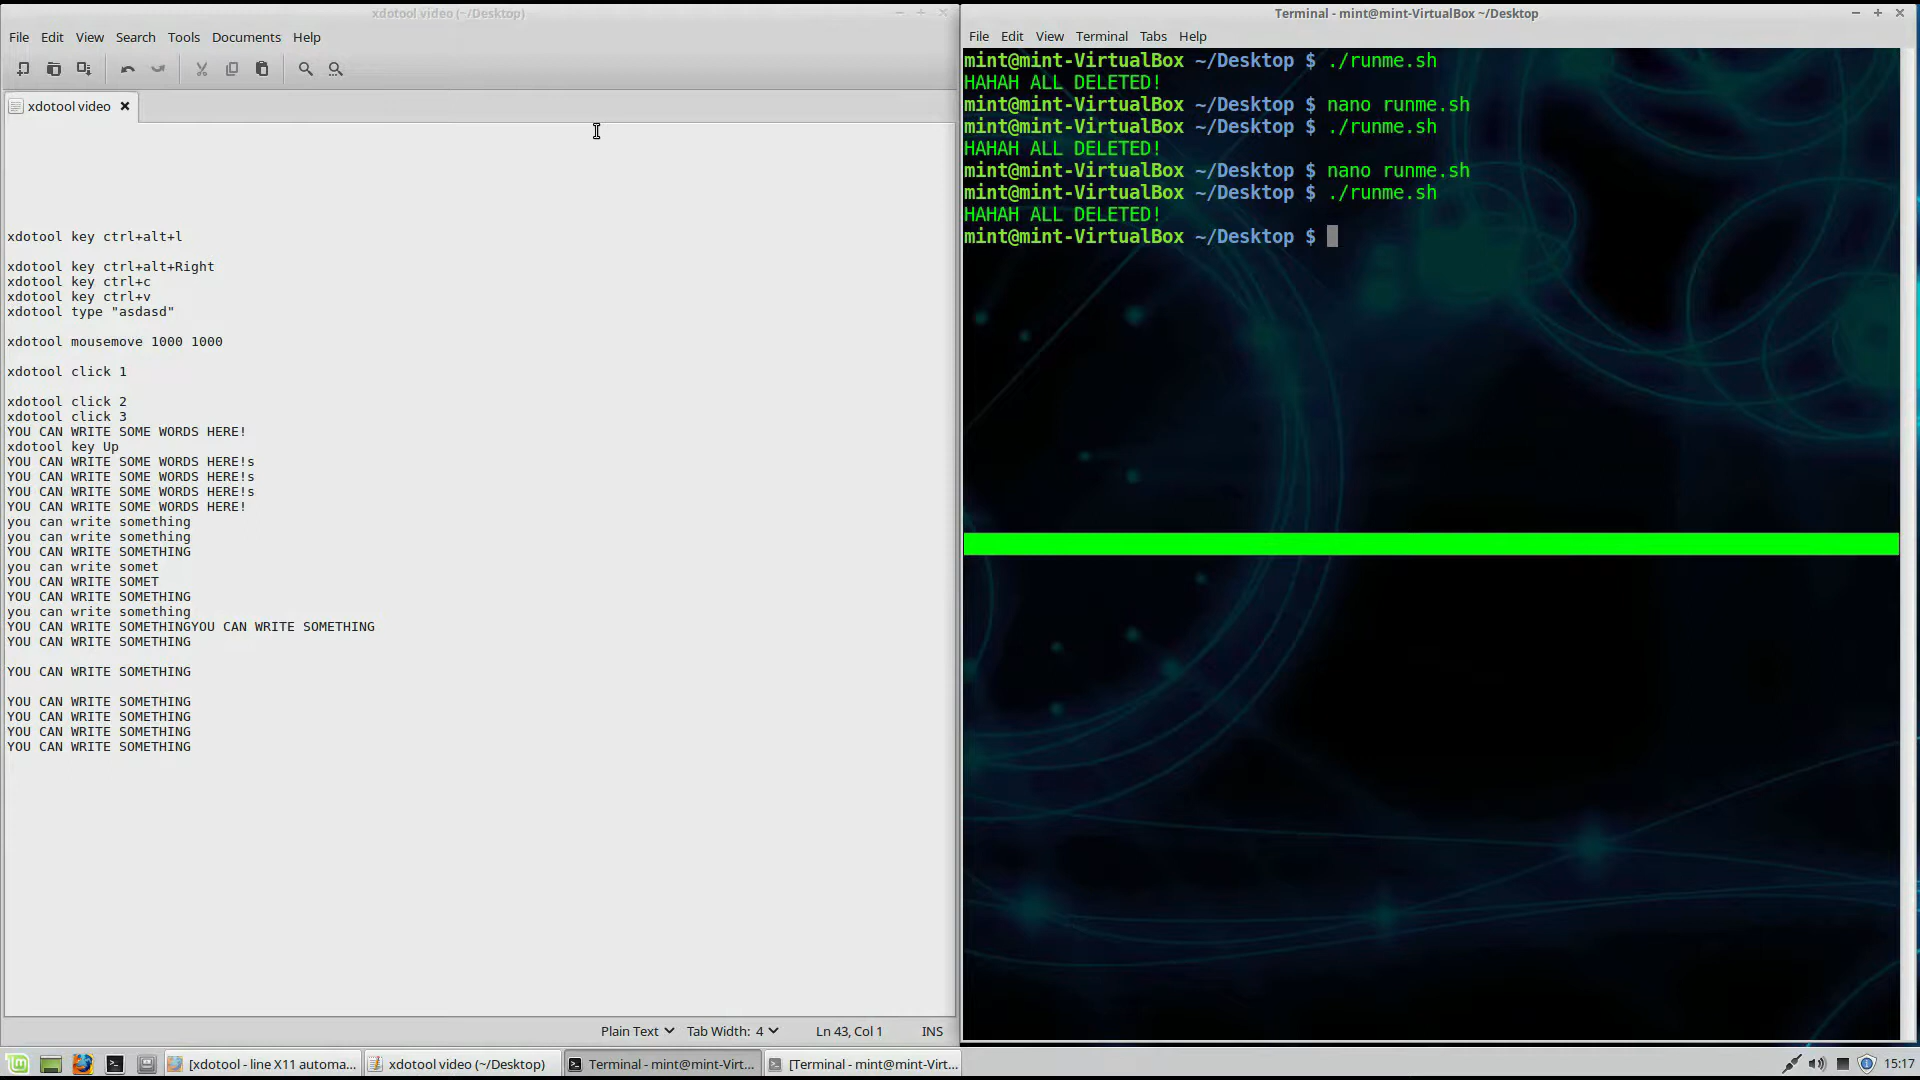 xdotool video (~/Desktop)
File Edit View Search Tools Documents Help
xdotool video
xdotool key ctrl+alt+l
xdotool key ctrl+alt+Right
xdotool key ctrl+c
xdotool key ctrl+v
xdotool type "asdasd"
xdotool mousemove 1000 1000
xdotool click 1
xdotool click 2
xdotool click 3
YOU CAN WRITE SOME WORDS HERE!
xdotool key Up
YOU CAN WRITE SOME WORDS HERE!s
YOU CAN WRITE SOME WORDS HERE!s
YOU CAN WRITE SOME WORDS HERE!s
YOU CAN WRITE SOME WORDS HERE!
you can write something
you can write something
YOU CAN WRITE SOMETHING
you can write somet
YOU CAN WRITE SOMET
YOU CAN WRITE SOMETHING
you can write something
YOU CAN WRITE SOMETHINGYOU CAN WRITE SOMETHING
YOU CAN WRITE SOMETHING
YOU CAN WRITE SOMETHING
YOU CAN WRITE SOMETHING
YOU CAN WRITE SOMETHING
YOU CAN WRITE SOMETHING
YOU CAN WRITE SOMETHING
Plain Text Tab Width: 4 Ln 43, Col 1 INS
Terminal - mint@mint-VirtualBox ~/Desktop
File Edit View Terminal Tabs Help
mint@mint-VirtualBox ~/Desktop $ ./runme.sh
HAHAH ALL DELETED!
mint@mint-VirtualBox ~/Desktop $ nano runme.sh
mint@mint-VirtualBox ~/Desktop $ ./runme.sh
HAHAH ALL DELETED!
mint@mint-VirtualBox ~/Desktop $ nano runme.sh
mint@mint-VirtualBox ~/Desktop $ ./runme.sh
HAHAH ALL DELETED!
mint@mint-VirtualBox ~/Desktop $
[xdotool - line X11 automa... xdotool video (~/Desktop) Terminal - mint@mint-Virt... [Terminal - mint@mint-Virt... 15:17